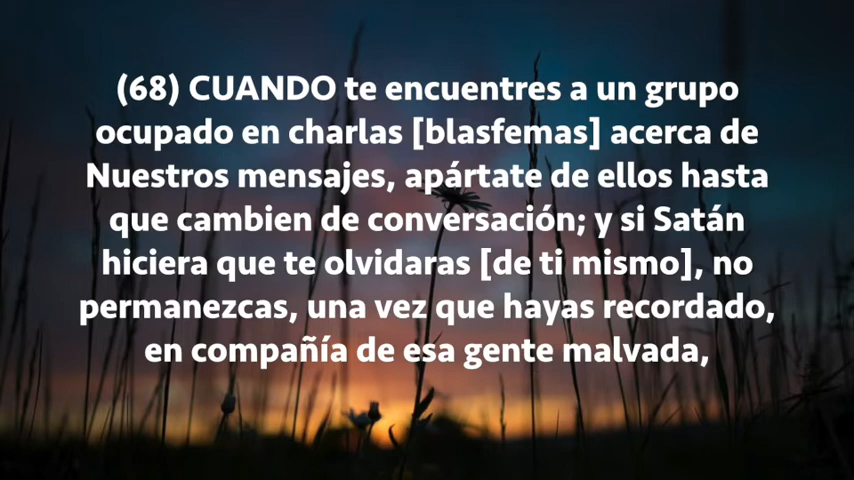 (68) CUANDO te encuentres a un grupo
ocupado en charlas [blasfemas] acerca de
Nuestros mensajes, apártate de ellos hasta
que cambien de conversación; y si Satán
hiciera que te olvidaras [de ti mismo], no
permanezcas, una vez que hayas recordado,
en compañía de esa gente malvada,